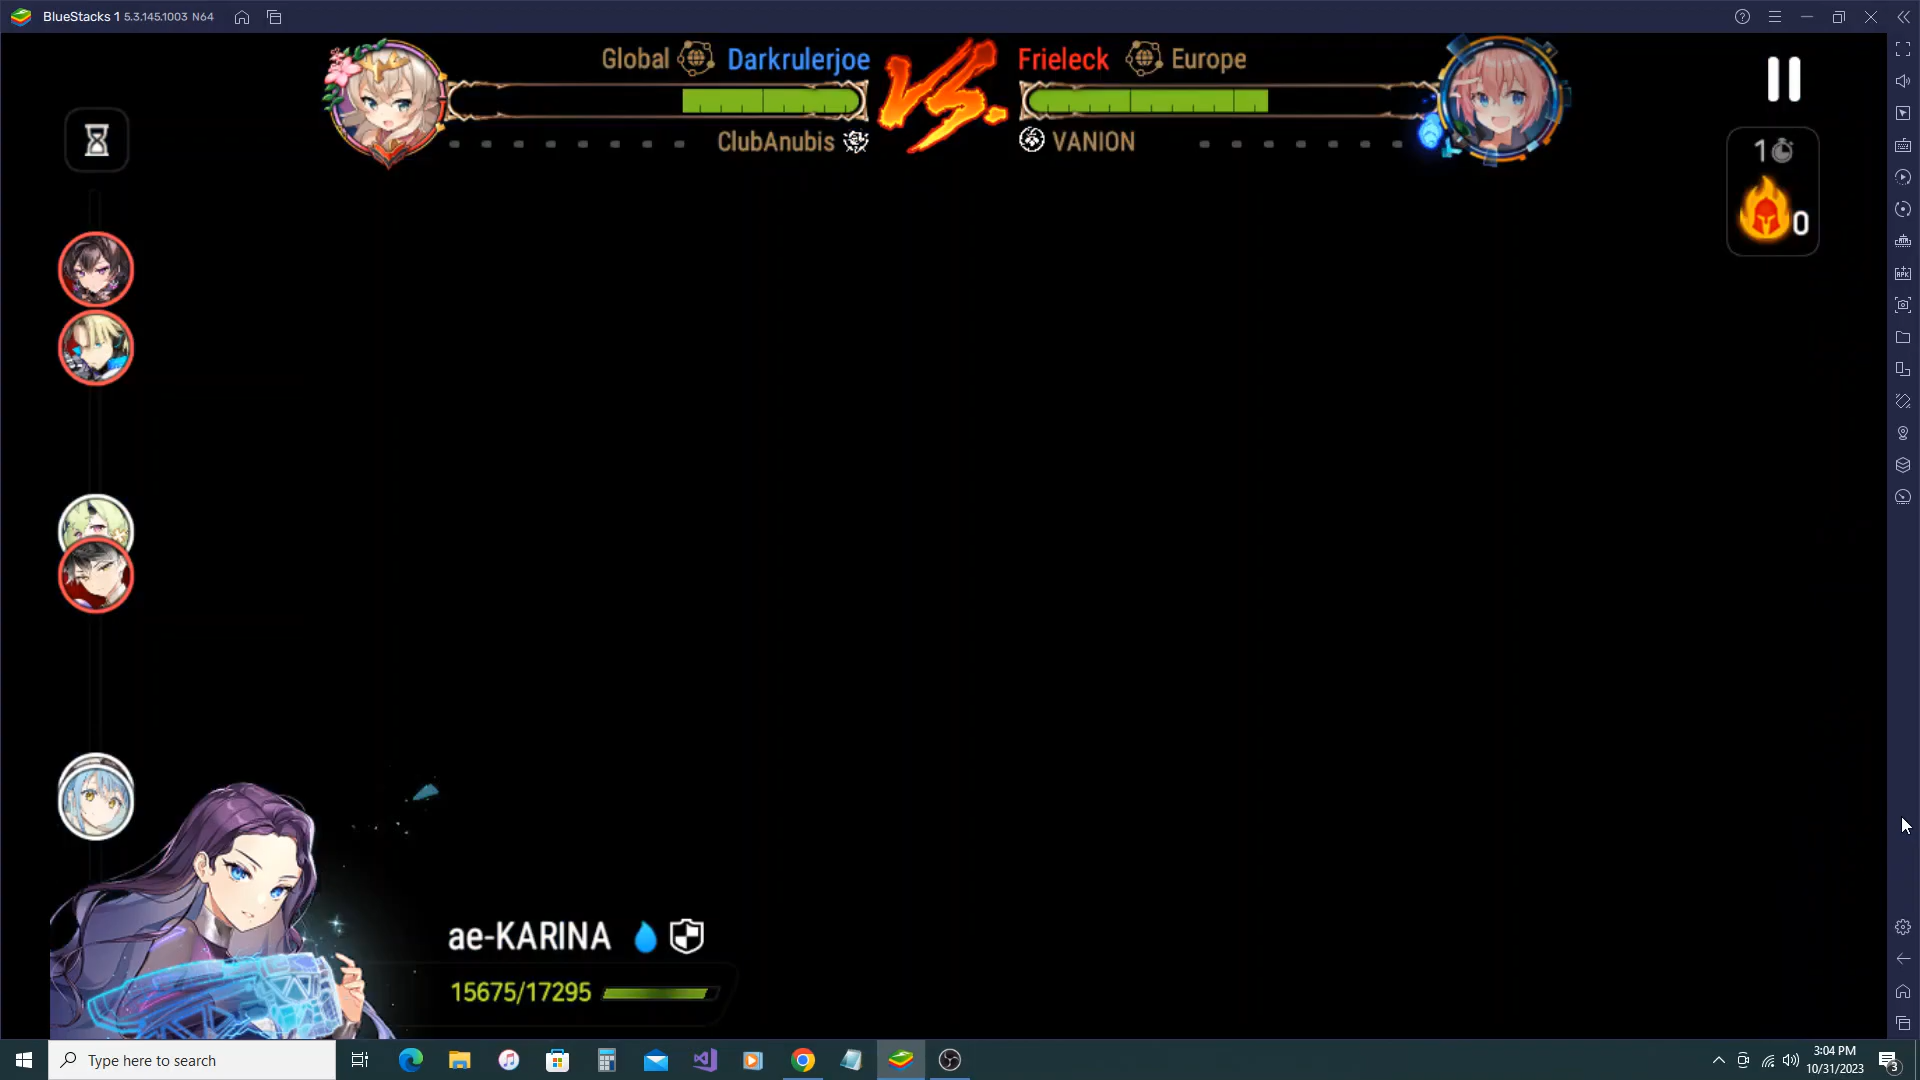 BlueStacks 1 5.3.145.1003 N64
Global Darkrulerjoe
Frieleck Europe
ClubAnubis
VANION
1
0
ae-KARINA
15675/17295
Type here to search
3:04 PM
10/31/2023
3